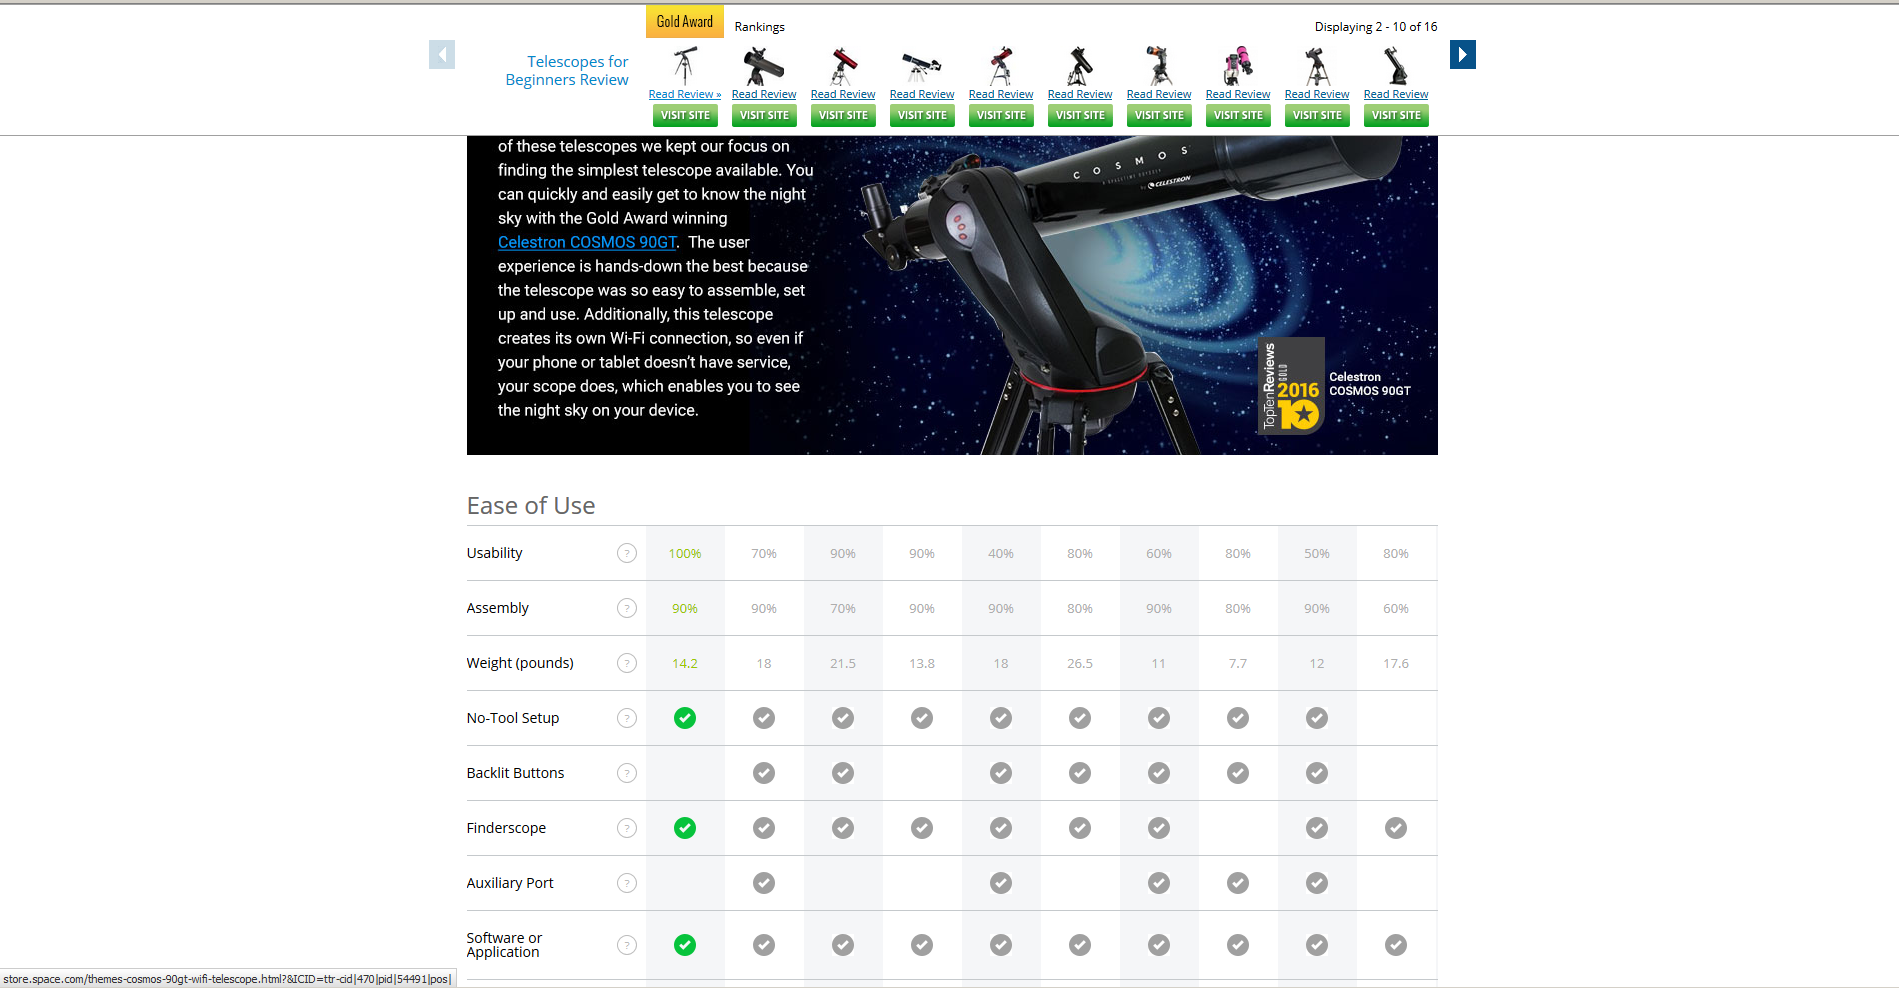 Gold Award
Rankings
Displaying 2 - 10 of 16
Telescopes for
Beginners Review
Read Review » Read Review Read Review Read Review Read Review Read Review Read Review Read Review Read Review Read Review
VISIT SITE VISIT SITE VISIT SITE VISIT SITE VISIT SITE VISIT SITE VISIT SITE VISIT SITE VISIT SITE VISIT SITE
of these telescopes we kept our focus on
finding the simplest telescope available. You
can quickly and easily get to know the night
sky with the Gold Award winning
Celestron COSMOS 90GT. The user
experience is hands-down the best because
the telescope was so easy to assemble, set
up and use. Additionally, this telescope
creates its own Wi-Fi connection, so even if
your phone or tablet doesn't have service,
your scope does, which enables you to see
the night sky on your device.
COSMOS
A SPACETIME ODYSSEY
by CELESTRON
TopTenReviews
GOLD
2016
10
Celestron
COSMOS 90GT
Ease of Use
Usability ? 100% 70% 90% 90% 40% 80% 60% 80% 50% 80%
Assembly ? 90% 90% 70% 90% 90% 80% 90% 80% 90% 60%
Weight (pounds) ? 14.2 18 21.5 13.8 18 26.5 11 7.7 12 17.6
No-Tool Setup ?
Backlit Buttons ?
Finderscope ?
Auxiliary Port ?
Software or
Application ?
store.space.com/themes-cosmos-90gt-wifi-telescope.html?&ICID=ttr-cid|470|pid|54491|pos|